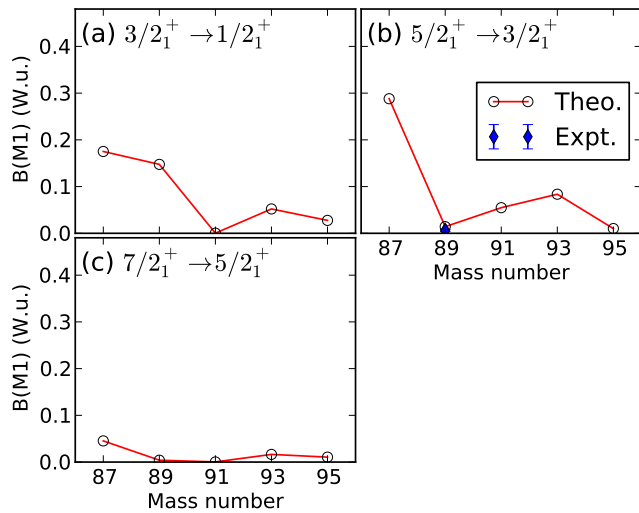 (a) 3/2₁⁺ →1/2₁⁺
B(M1) (W.u.)
0.4
0.3
0.2
0.1
0.0
(b) 5/2₁⁺ →3/2₁⁺
Theo.
Expt.
87 89 91 93 95
Mass number
(c) 7/2₁⁺ →5/2₁⁺
B(M1) (W.u.)
0.4
0.3
0.2
0.1
0.0
87 89 91 93 95
Mass number